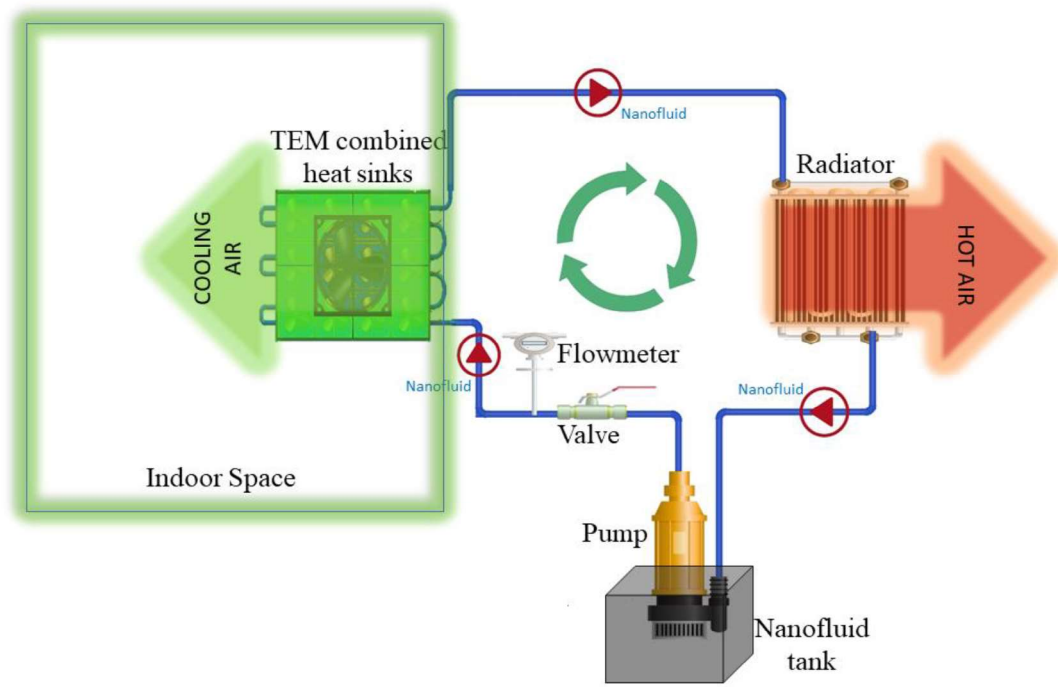 Nanofluid
TEM combined
heat sinks
Radiator
COOLING
AIR
HOT AIR
Flowmeter
Nanofluid
Nanofluid
Valve
Indoor Space
Pump
Nanofluid
tank